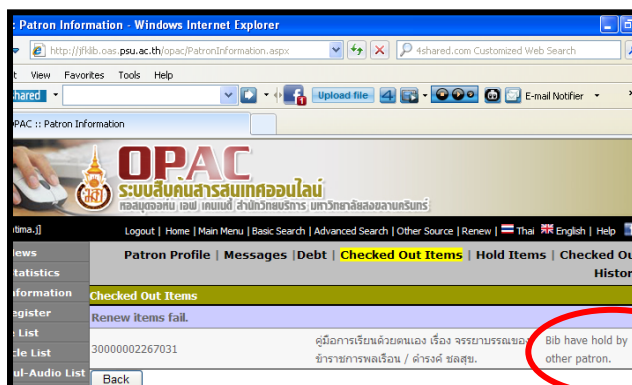 : Patron Information - Windows Internet Explorer
http://jfklib.oas.psu.ac.th/opac/PatronInformation.aspx
4shared.com Customized Web Search
t View Favorites Tools Help
hared
Upload file
E-mail Notifier
PAC :: Patron Information
OPAC
ระบบสืบค้นสารสนเทศออนไลน์
หอสมุดจอห์น เอฟ เคนเนดี้ สำนักวิทยบริการ มหาวิทยาลัยสงขลานครินทร์
tima.j] Logout | Home | Main Menu | Basic Search | Advanced Search | Other Source | Renew | Thai English | Help
ews
Patron Profile | Messages |Debt | Checked Out Items | Hold Items | Checked Ou
Histor
tatistics
formation
Checked Out Items
egister
Renew items fail.
List
30000002267031
คู่มือการเรียนด้วยตนเอง เรื่อง จรรยาบรรณของ
ข้าราชการพลเรือน / ดำรงค์ ชลสุข.
Bib have hold by
other patron.
cle List
ul-Audio List
Back